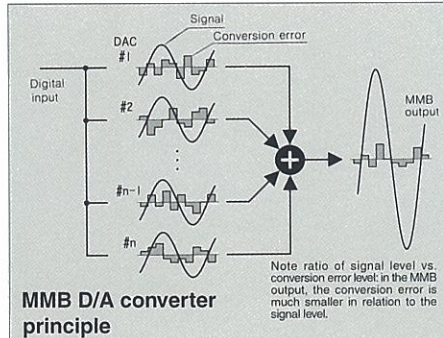 Signal
DAC
Conversion error
#1
Digital
input
#2
MMB
output
#n-1
#n
Note ratio of signal level vs.
conversion error level: in the MMB
output, the conversion error is
much smaller in relation to the
signal level.
MMB D/A converter
principle